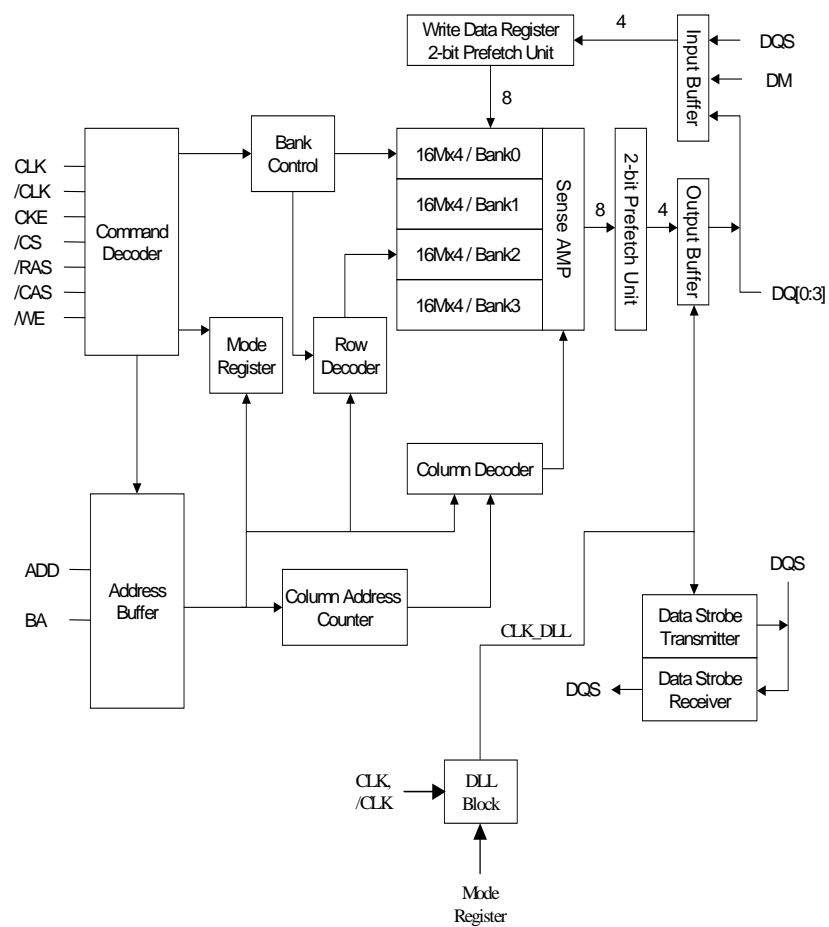 Write Data Register
2-bit Prefetch Unit
4
Input Buffer
DQS
DM
8
Bank
Control
16Mx4 / Bank0
16Mx4 / Bank1
16Mx4 / Bank2
16Mx4 / Bank3
Sense AMP
8
2-bit Prefetch Unit
4
Output Buffer
DQ[0:3]
CLK
/CLK
CKE
/CS
/RAS
/CAS
/WE
Command
Decoder
Mode
Register
Row
Decoder
Column Decoder
ADD
BA
Address
Buffer
Column Address
Counter
CLK_DLL
DQS
Data Strobe
Transmitter
Data Strobe
Receiver
DQS
CLK,
/CLK
DLL
Block
Mode
Register